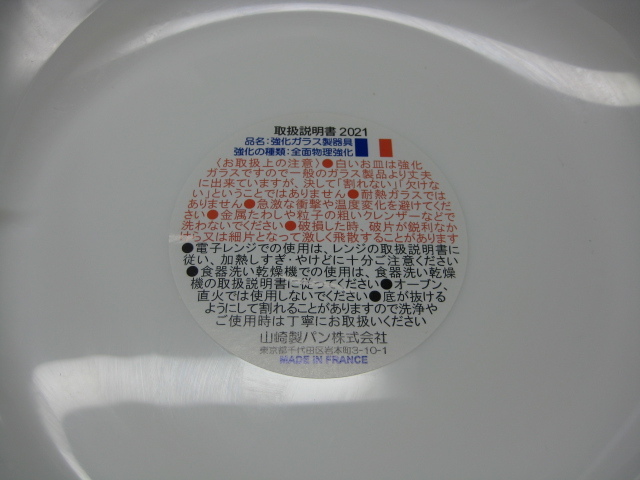 取扱説明書 2021
品名:強化ガラス製器具
強化の種類:全面物理強化
〈お取扱上の注意〉●白いお皿は強化
ガラスですので一般のガラス製品より丈夫
に出来ていますが、決して「割れない」「欠けな
い」ということではありません●耐熱ガラスでは
ありません●急激な衝撃や温度変化を避けてくだ
さい●金属たわしや粒子の粗いクレンザーなどで
洗わないでください●破損した時、破片が鋭利なか
けら又は細片となって激しく飛散することがあります
●電子レンジでの使用は、レンジの取扱説明書に
従い、加熱しすぎ・やけどに十分ご注意ください
●食器洗い乾燥機での使用は、食器洗い乾燥
機の取扱説明書に従ってください●オーブン、
直火では使用しないでください●底が抜ける
ようにして割れることがありますので洗浄や
ご使用時は丁寧にお取扱いください
山崎製パン株式会社
東京都千代田区岩本町3-10-1
MADE IN FRANCE